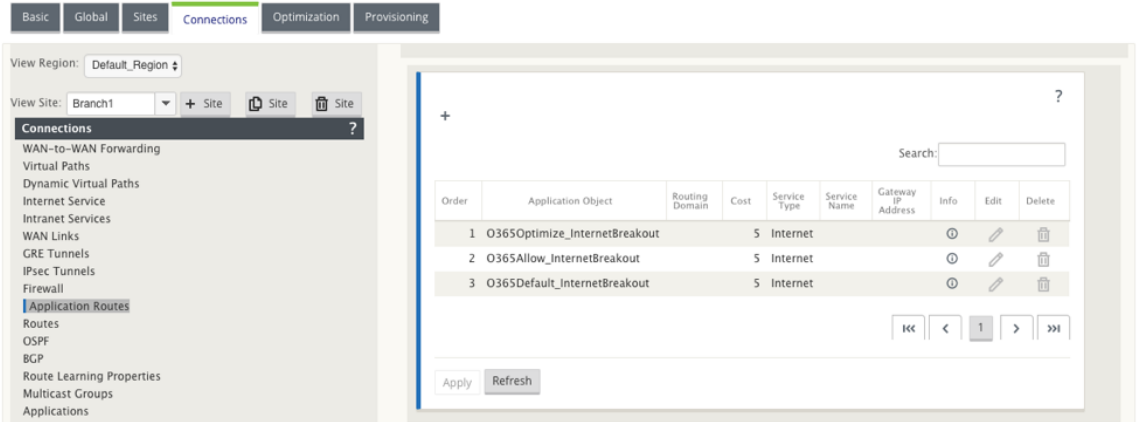 Basic Global Sites Connections Optimization Provisioning
View Region: Default_Region
View Site: Branch1 + Site Site Site
Connections ?
WAN-to-WAN Forwarding
Virtual Paths
Dynamic Virtual Paths
Internet Service
Intranet Services
WAN Links
GRE Tunnels
IPsec Tunnels
Firewall
Application Routes
Routes
OSPF
BGP
Route Learning Properties
Multicast Groups
Applications
?
+
Search:
Order Application Object Routing Domain Cost Service Type Service Name Gateway IP Address Info Edit Delete
1 O365Optimize_InternetBreakout 5 Internet
2 O365Allow_InternetBreakout 5 Internet
3 O365Default_InternetBreakout 5 Internet
1
Apply Refresh